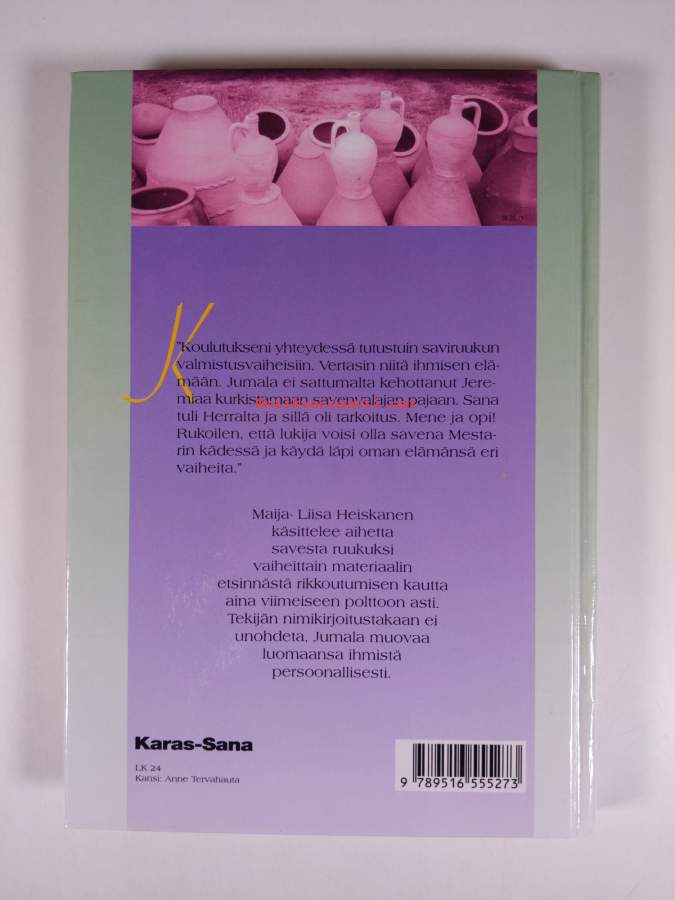 K
"Koulutukseni yhteydessä tutustuin saviruukun
valmistusvaiheisiin. Vertasin niitä ihmisen elä-
mään. Jumala ei sattumalta kehottanut Jere-
miaa kurkistamaan savenvalajan pajaan. Sana
tuli Herralta ja sillä oli tarkoitus. Mene ja opi!
Rukoilen, että lukija voisi olla savena Mesta-
rin kädessä ja käydä läpi oman elämänsä eri
vaiheita."
Maija- Liisa Heiskanen
käsittelee aihetta
savesta ruukuksi
vaiheittain materiaalin
etsinnästä rikkoutumisen kautta
aina viimeiseen polttoon asti.
Tekijän nimikirjoitustakaan ei
unohdeta, Jumala muovaa
luomaansa ihmistä
persoonallisesti.
Karas-Sana
LK 24
Kansi: Anne Tervahauta
9 789516 555273